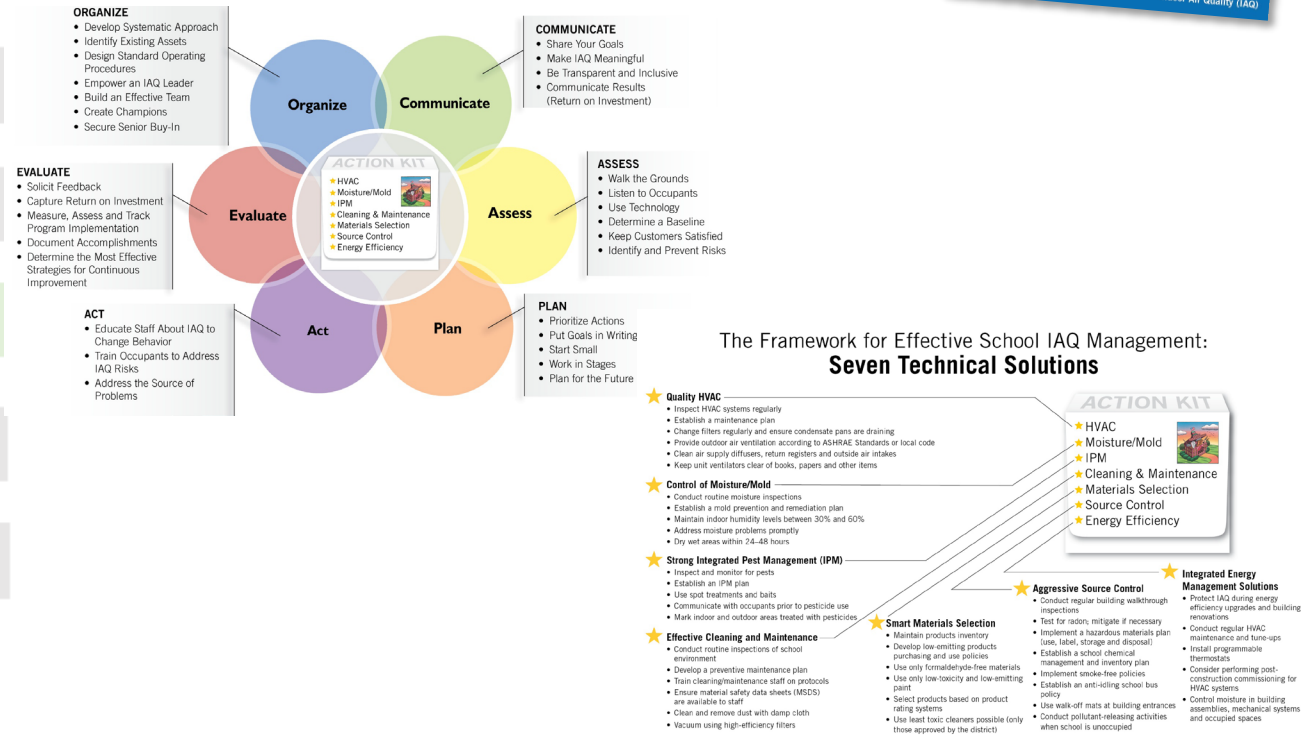 Air Quality (IAQ)
ORGANIZE
• Develop Systematic Approach
• Identify Existing Assets
• Design Standard Operating
Procedures
• Empower an IAQ Leader
• Build an Effective Team
• Create Champions
• Secure Senior Buy-In
COMMUNICATE
• Share Your Goals
• Make IAQ Meaningful
• Be Transparent and Inclusive
• Communicate Results
(Return on Investment)
Organize
Communicate
EVALUATE
• Solicit Feedback
• Capture Return on Investment
• Measure, Assess and Track
Program Implementation
• Document Accomplishments
• Determine the Most Effective
Strategies for Continuous
Improvement
Evaluate
ACTION KIT
HVAC
Moisture/Mold
IPM
Cleaning & Maintenance
Materials Selection
Source Control
Energy Efficiency
Assess
ASSESS
• Walk the Grounds
• Listen to Occupants
• Use Technology
• Determine a Baseline
• Keep Customers Satisfied
• Identify and Prevent Risks
ACT
• Educate Staff About IAQ to
Change Behavior
• Train Occupants to Address
IAQ Risks
• Address the Source of
Problems
Act
Plan
PLAN
• Prioritize Actions
• Put Goals in Writing
• Start Small
• Work in Stages
• Plan for the Future
The Framework for Effective School IAQ Management:
Seven Technical Solutions
Quality HVAC
• Inspect HVAC systems regularly
• Establish a maintenance plan
• Change filters regularly and ensure condensate pans are draining
• Provide outdoor air ventilation according to ASHRAE Standards or local code
• Clean air supply diffusers, return registers and outside air intakes
• Keep unit ventilators clear of books, papers and other items
ACTION KIT
HVAC
Moisture/Mold
IPM
Cleaning & Maintenance
Materials Selection
Source Control
Energy Efficiency
Control of Moisture/Mold
• Conduct routine moisture inspections
• Establish a mold prevention and remediation plan
• Maintain indoor humidity levels between 30% and 60%
• Address moisture problems promptly
• Dry wet areas within 24–48 hours
Strong Integrated Pest Management (IPM)
• Inspect and monitor for pests
• Establish an IPM plan
• Use spot treatments and baits
• Communicate with occupants prior to pesticide use
• Mark indoor and outdoor areas treated with pesticides
Effective Cleaning and Maintenance
• Conduct routine inspections of school
environment
• Develop a preventive maintenance plan
• Train cleaning/maintenance staff on protocols
• Ensure material safety data sheets (MSDS)
are available to staff
• Clean and remove dust with damp cloth
• Vacuum using high-efficiency filters
Smart Materials Selection
• Maintain products inventory
• Develop low-emitting products
purchasing and use policies
• Use only formaldehyde-free materials
• Use only low-toxicity and low-emitting
paint
• Select products based on product
rating systems
• Use least toxic cleaners possible (only
those approved by the district)
Aggressive Source Control
• Conduct regular building walkthrough
inspections
• Test for radon; mitigate if necessary
• Implement a hazardous materials plan
(use, label, storage and disposal)
• Establish a school chemical
management and inventory plan
• Implement smoke-free policies
• Establish an anti-idling school bus
policy
• Use walk-off mats at building entrances
• Conduct pollutant-releasing activities
when school is unoccupied
Integrated Energy
Management Solutions
• Protect IAQ during energy
efficiency upgrades and building
renovations
• Conduct regular HVAC
maintenance and tune-ups
• Install programmable
thermostats
• Consider performing post-
construction commissioning for
HVAC systems
• Control moisture in building
assemblies, mechanical systems
and occupied spaces